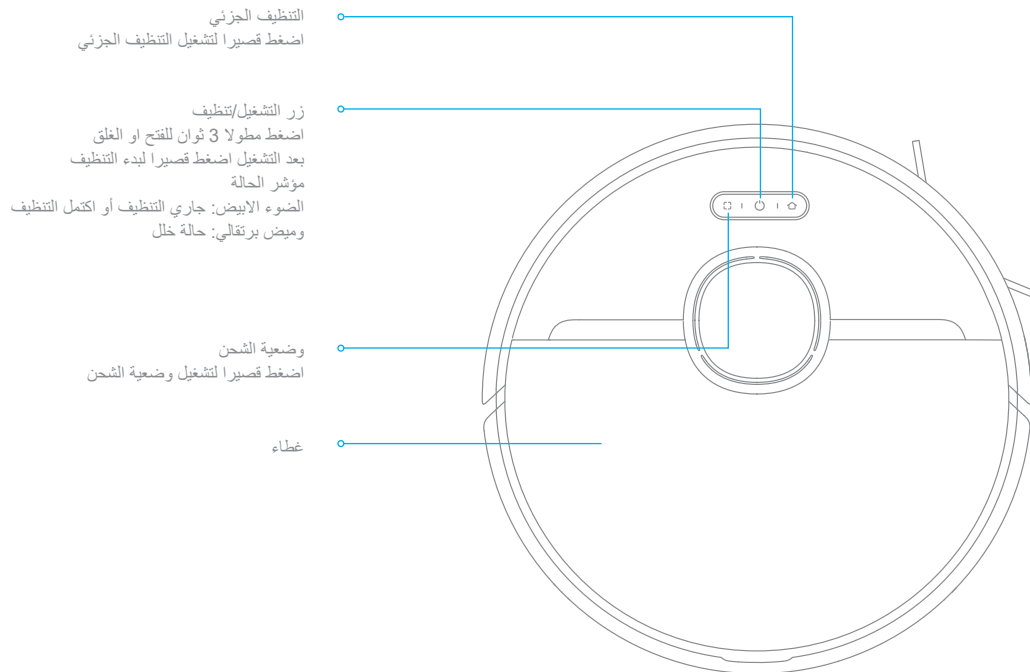 التنظيف الجزئي
اضغط قصيرا لتشغيل التنظيف الجزئي
زر التشغيل/تنظيف
اضغط مطولا 3 ثوان للفتح او الغلق
بعد التشغيل اضغط قصيرا لبدء التنظيف
مؤشر الحالة
الضوء الابيض: جاري التنظيف أو اكتمل التنظيف
وميض برتقالي: حالة خلل
وضعية الشحن
اضغط قصيرا لتشغيل وضعية الشحن
غطاء